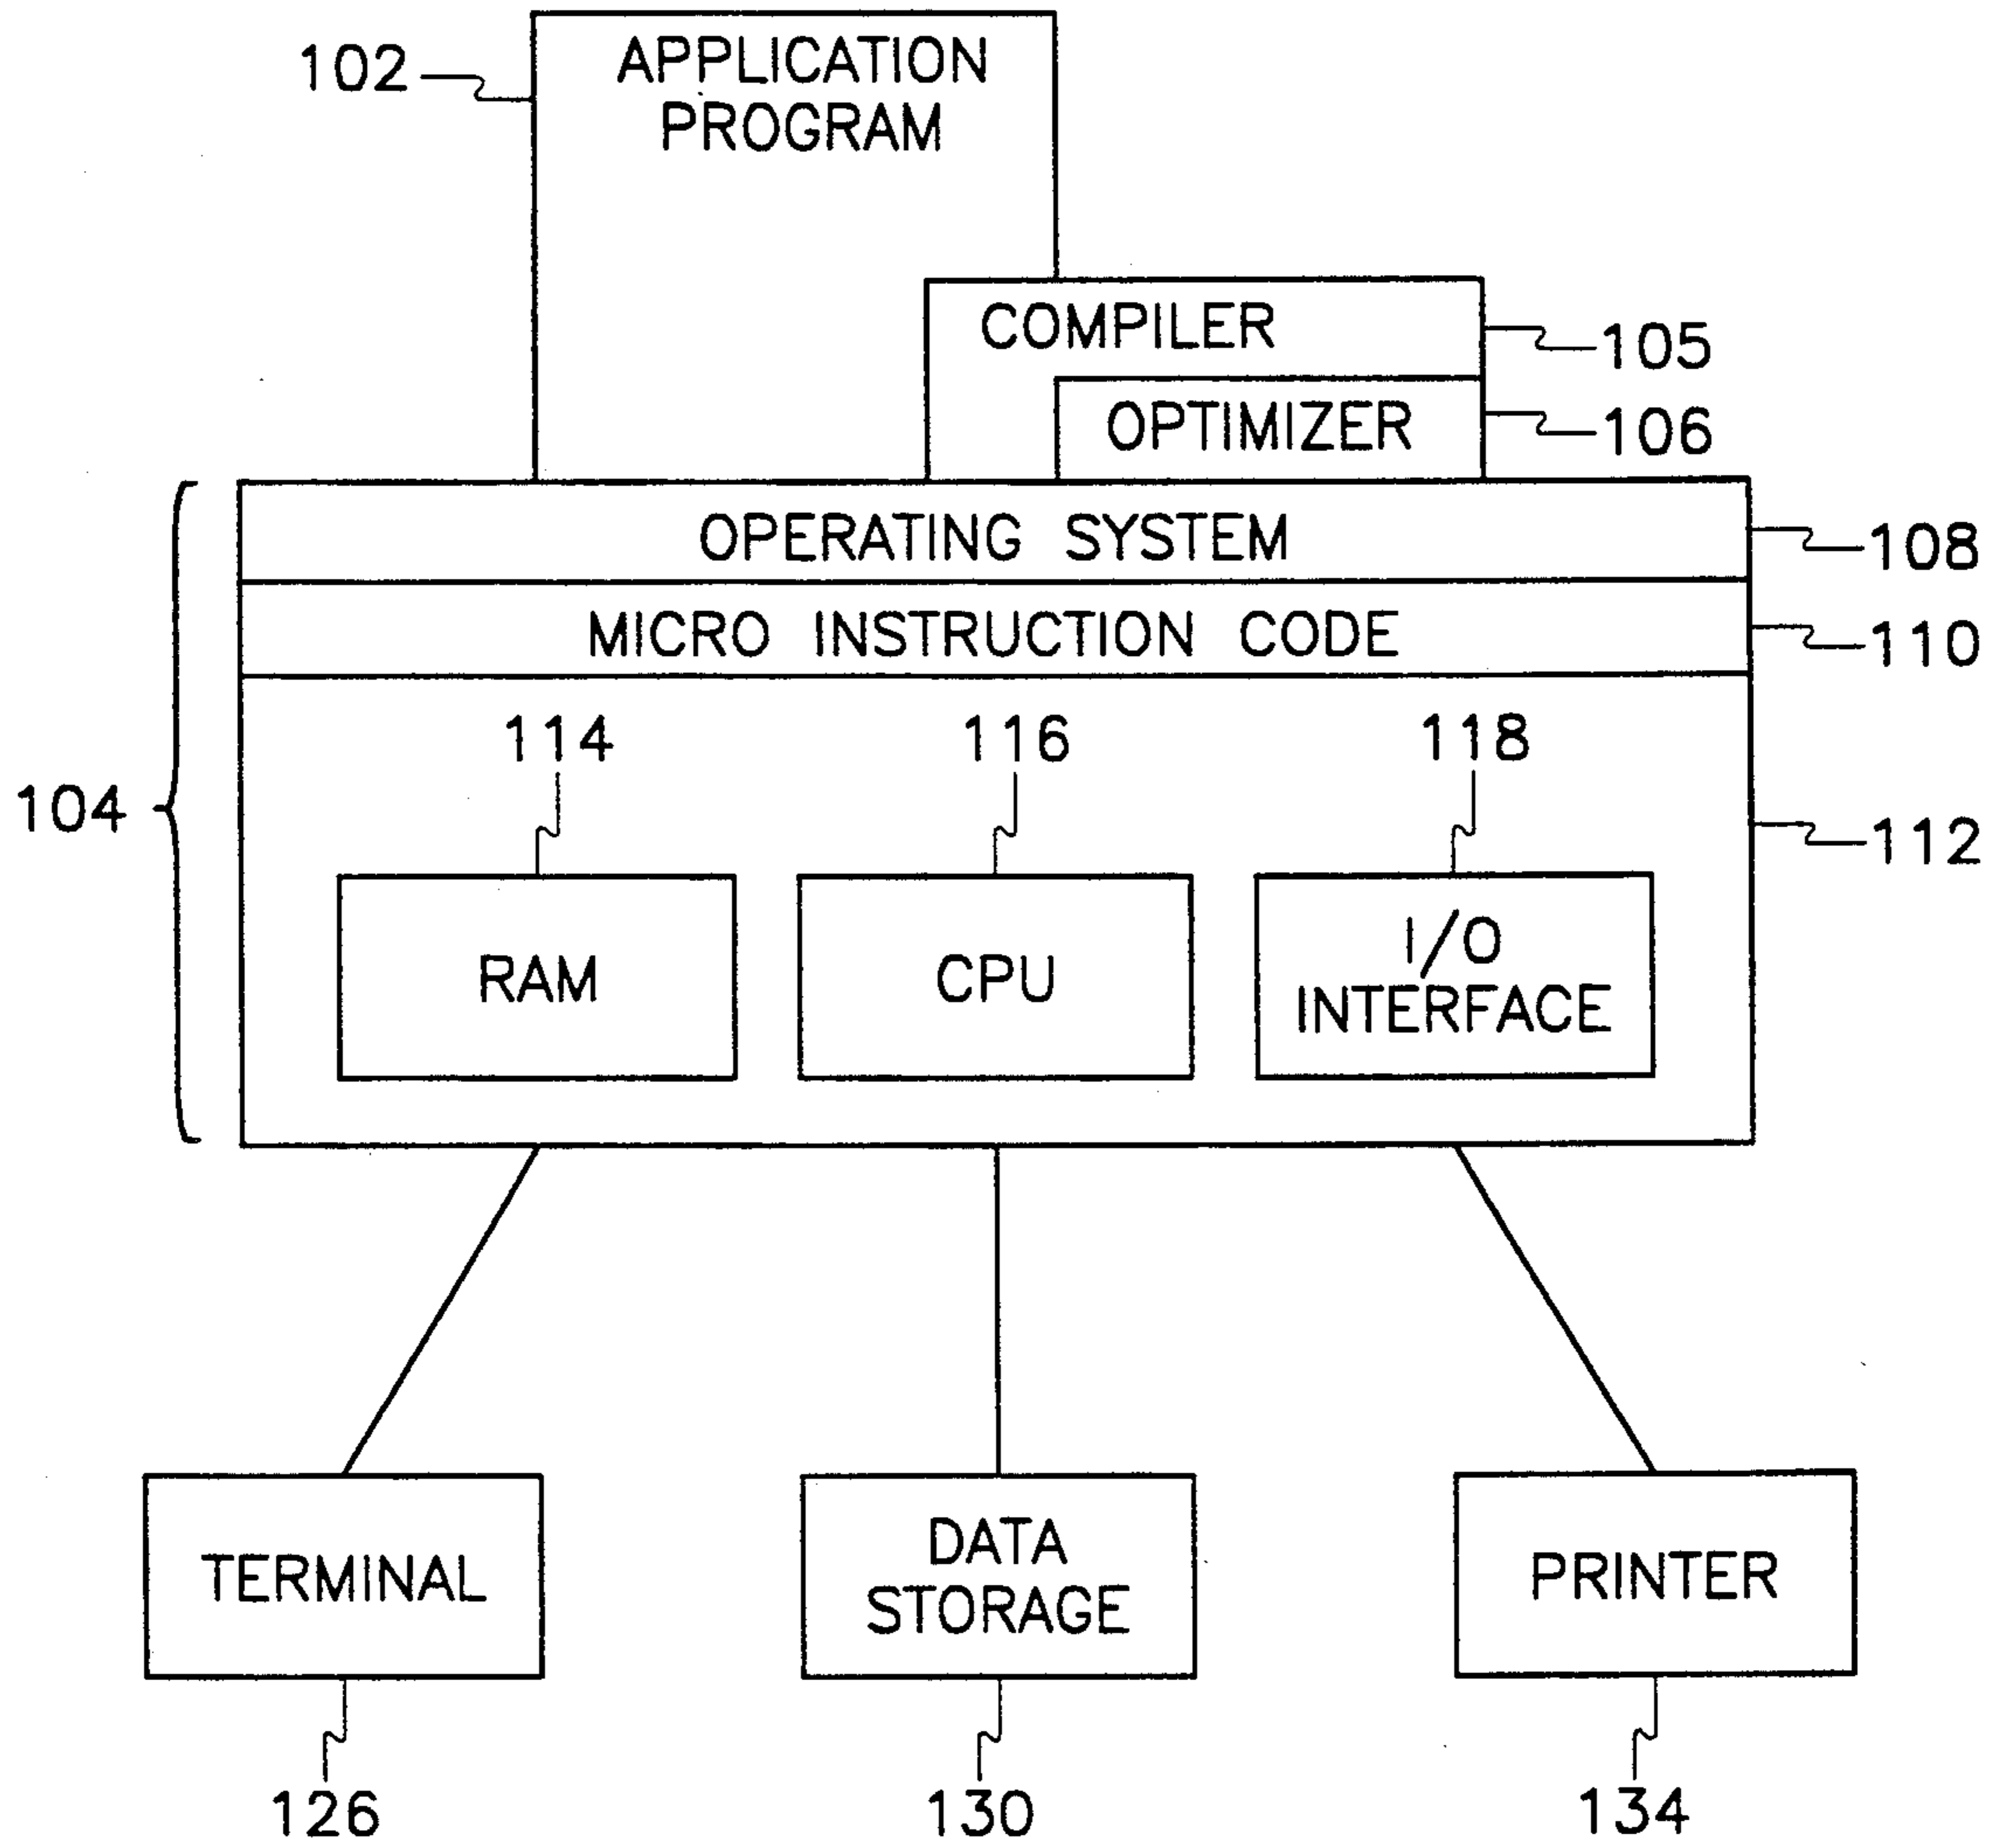 102
APPLICATION
PROGRAM
COMPILER
105
OPTIMIZER
106
OPERATING SYSTEM
108
MICRO INSTRUCTION CODE
110
114
116
118
104
112
RAM
CPU
I/O
INTERFACE
TERMINAL
DATA
STORAGE
PRINTER
126
130
134